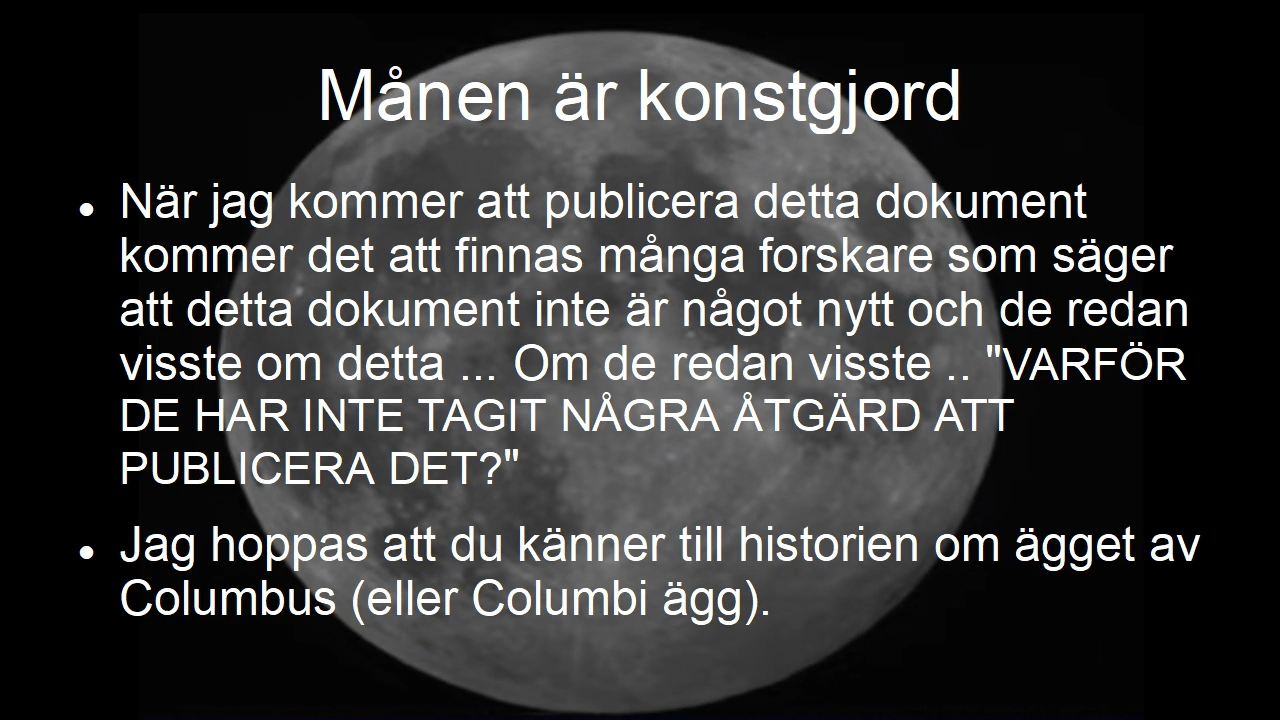 Månen är konstgjord
• När jag kommer att publicera detta dokument
kommer det att finnas många forskare som säger
att detta dokument inte är något nytt och de redan
visste om detta ... Om de redan visste .. "VARFÖR
DE HAR INTE TAGIT NÅGRA ÅTGÄRD ATT
PUBLICERA DET?"
• Jag hoppas att du känner till historien om ägget av
Columbus (eller Columbi ägg).